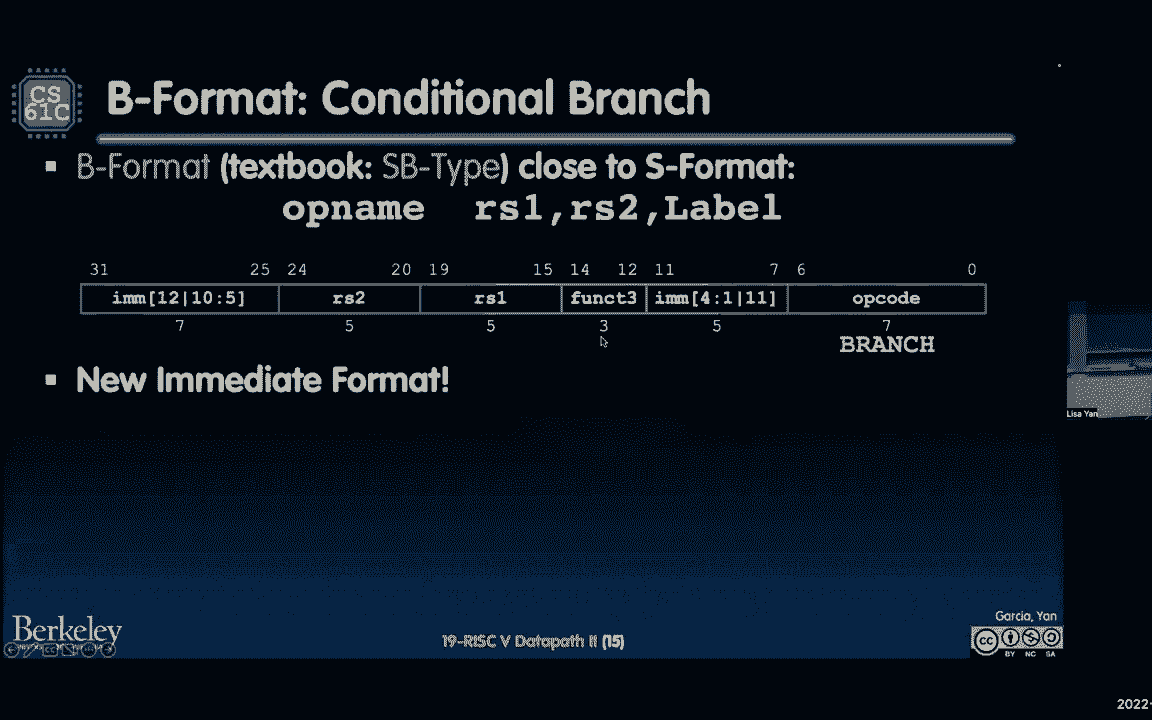 CS
61C
B-Format: Conditional Branch
▪ B-Format (textbook: SB-Type) close to S-Format:
opname rs1,rs2,Label
31 25 24 20 19 15 14 12 11 7 6 0
imm[12|10:5] rs2 rs1 funct3 imm[4:1|11] opcode
7 5 5 3 5 7
BRANCH
▪ New Immediate Format!
Lisa Yan
Garcia, Yan
Berkeley
19-RISC V Datapath II (15)
cc
BY NC SA
2022-